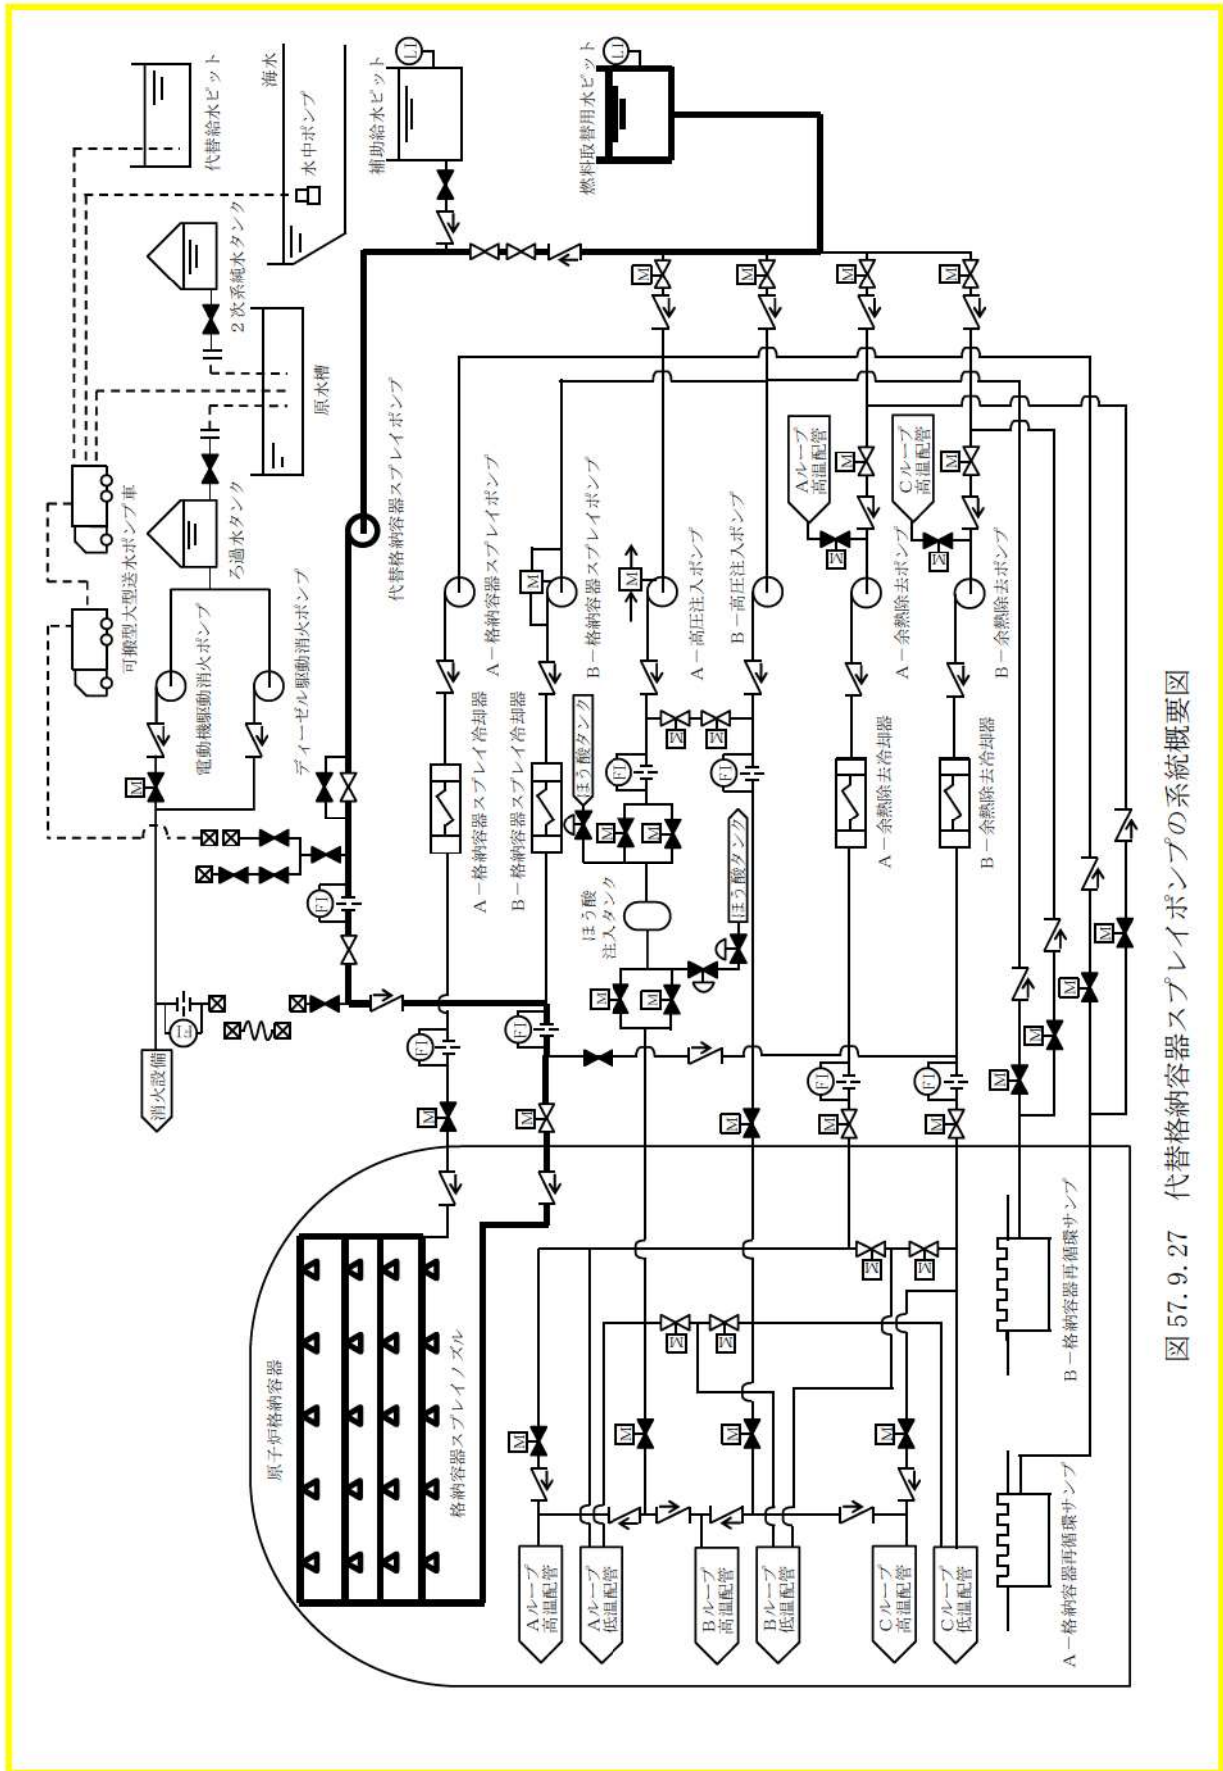 代替給水ピット
海水
水中ポンプ
2次系純水タンク
原水槽
可搬型大型送水ポンプ車
ろ過水タンク
電動機駆動消火ポンプ
ディーゼル駆動消火ポンプ
M
FI
FI
消火設備
補助給水ピット
LI
燃料取替用水ピット
LI
代替格納容器スプレイポンプ
A-格納容器スプレイポンプ
B-格納容器スプレイポンプ
A-高圧注入ポンプ
B-高圧注入ポンプ
A-余熱除去ポンプ
B-余熱除去ポンプ
M
M
M
M
M
M
Aループ
高温配管
M
M
Cループ
高温配管
M
M
A-格納容器スプレイ冷却器
B-格納容器スプレイ冷却器
ほう酸タンク
FI
FI
M
M
M
M
ほう酸
注入タンク
ほう酸タンク
M
M
A-余熱除去冷却器
B-余熱除去冷却器
FI
FI
FI
FI
M
M
M
M
M
M
M
M
M
原子炉格納容器
格納容器スプレイノズル
M
M
M
M
M
M
M
M
Aループ
高温配管
Aループ
低温配管
Bループ
高温配管
Bループ
低温配管
Cループ
高温配管
Cループ
低温配管
B-格納容器再循環サンプ
A-格納容器再循環サンプ
図 57.9.27 代替格納容器スプレイポンプの系統概要図